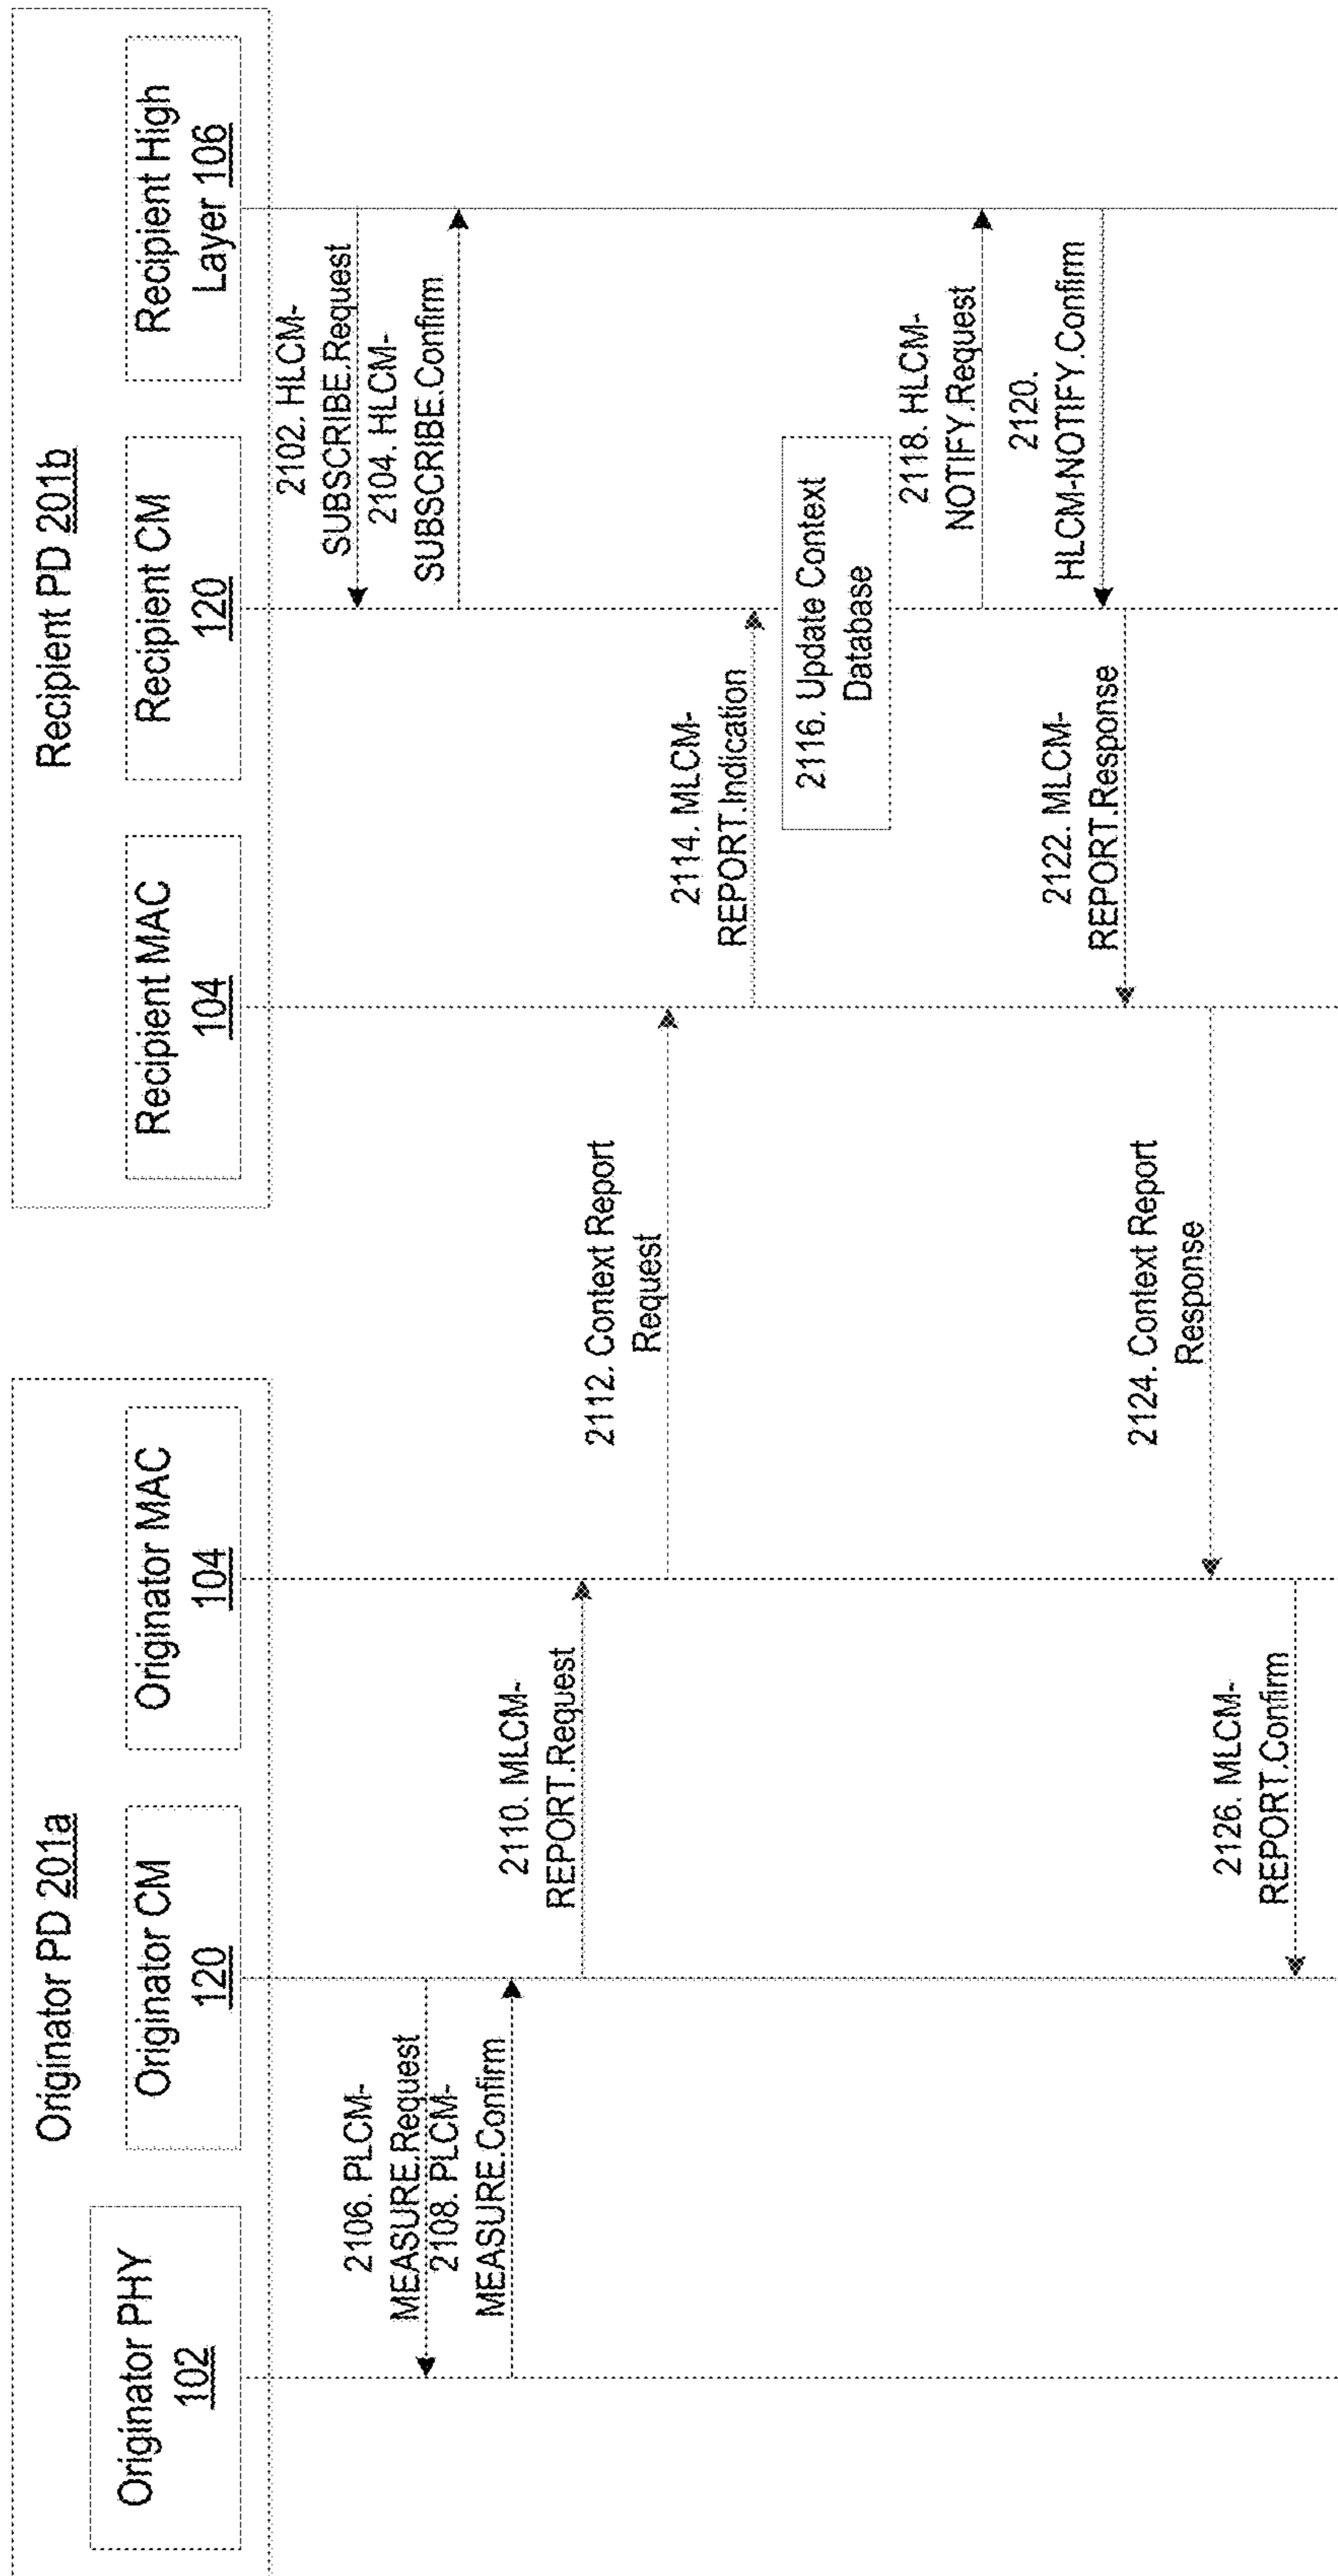 Originator PD 201a
Originator PHY
102
Originator CM
120
Originator MAC
104
Recipient PD 201b
Recipient MAC
104
Recipient CM
120
Recipient High
Layer 106
2102. HLCM-
SUBSCRIBE.Request
2104. HLCM-
SUBSCRIBE.Confirm
2106. PLCM-
MEASURE.Request
2108. PLCM-
MEASURE.Confirm
2110. MLCM-
REPORT.Request
2112. Context Report
Request
2114. MLCM-
REPORT.Indication
2116. Update Context
Database
2118. HLCM-
NOTIFY.Request
2120.
HLCM-NOTIFY.Confirm
2122. MLCM-
REPORT.Response
2124. Context Report
Response
2126. MLCM-
REPORT.Confirm